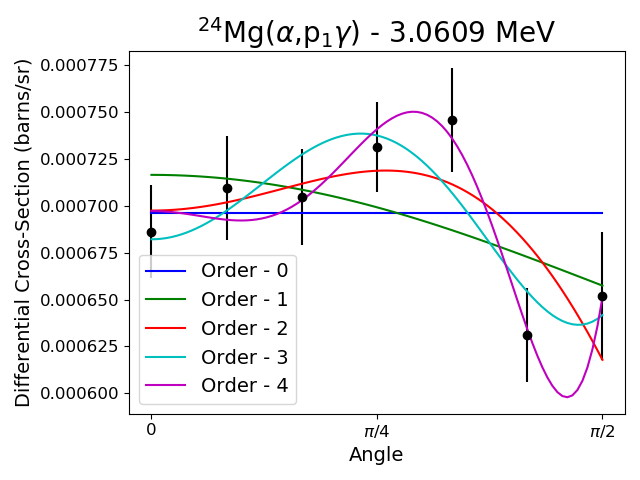 ²⁴Mg(α,p₁γ) - 3.0609 MeV
Differential Cross-Section (barns/sr)
0.000775
0.000750
0.000725
0.000700
0.000675
0.000650
0.000625
0.000600
Order - 0
Order - 1
Order - 2
Order - 3
Order - 4
0
π/4
π/2
Angle